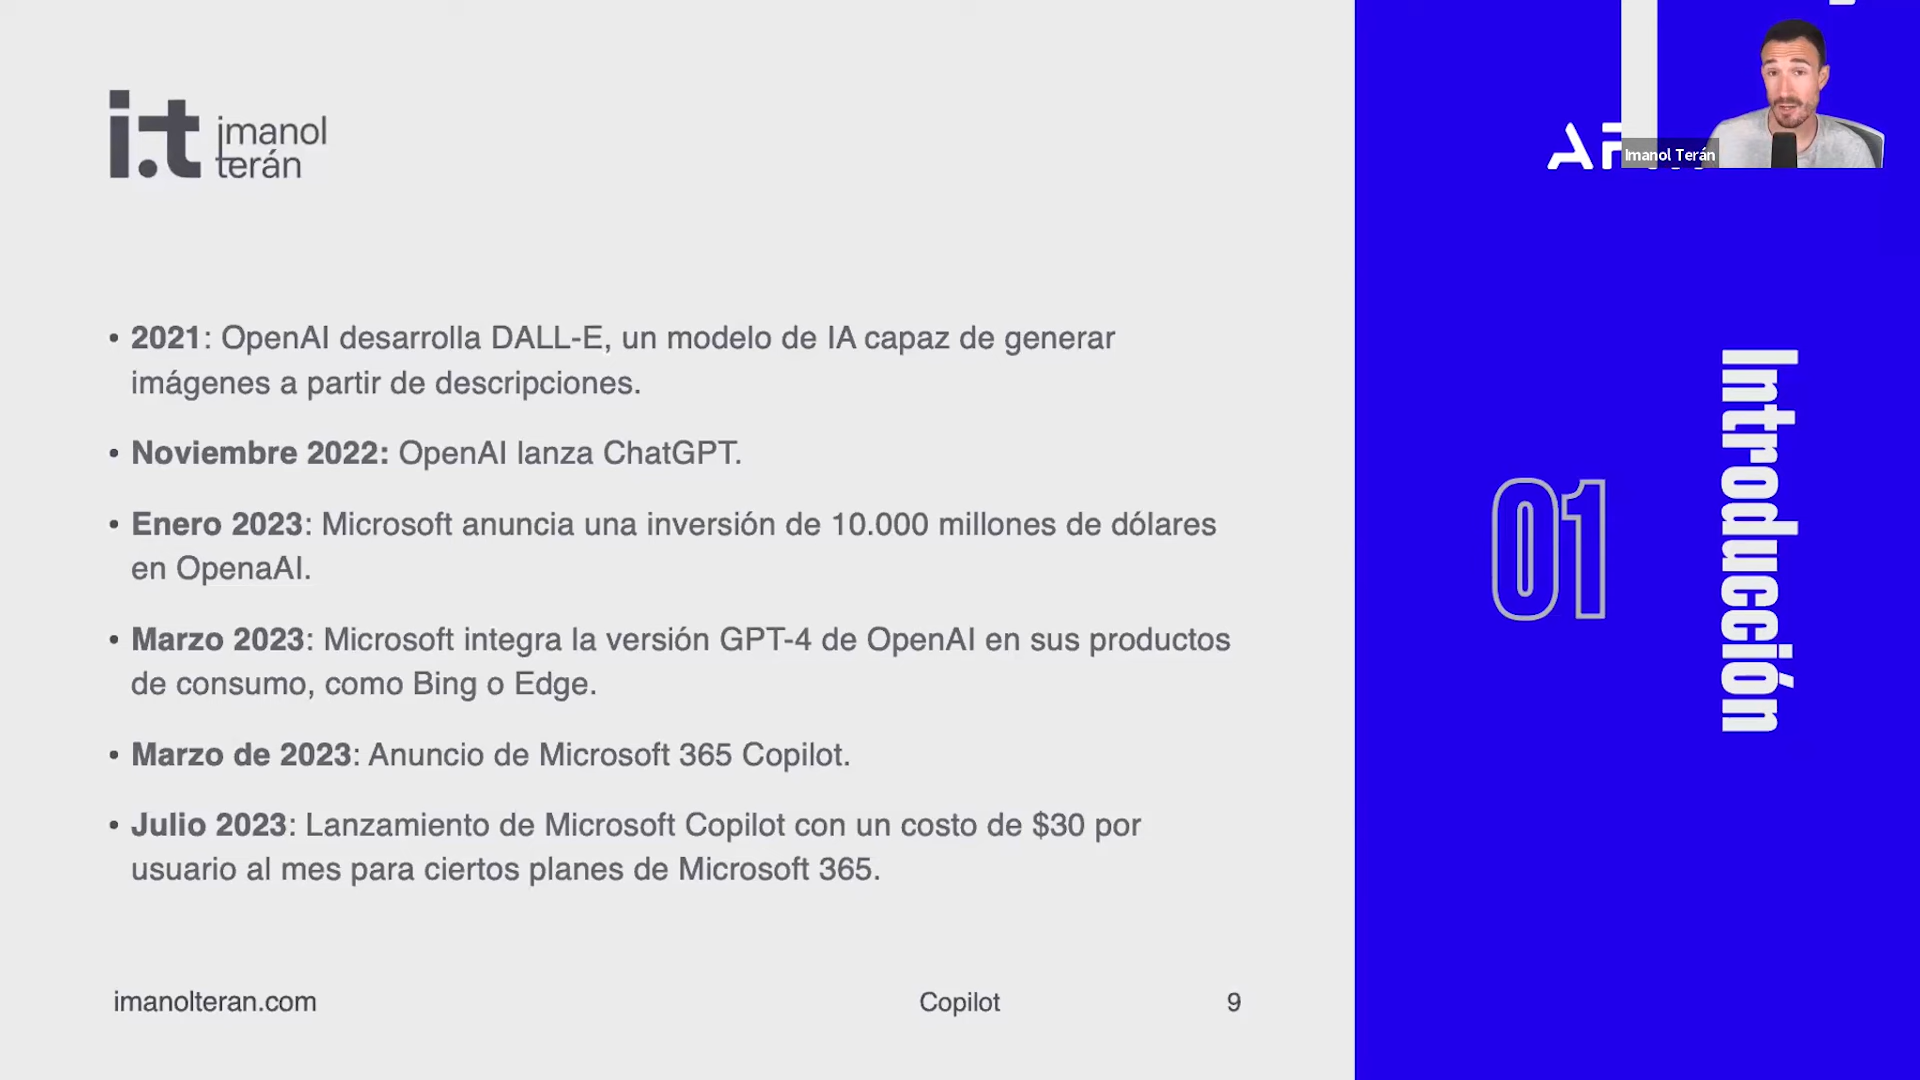 i.t imanol
terán
• 2021: OpenAI desarrolla DALL-E, un modelo de IA capaz de generar
imágenes a partir de descripciones.
• Noviembre 2022: OpenAI lanza ChatGPT.
• Enero 2023: Microsoft anuncia una inversión de 10.000 millones de dólares
en OpenaAI.
• Marzo 2023: Microsoft integra la versión GPT-4 de OpenAI en sus productos
de consumo, como Bing o Edge.
• Marzo de 2023: Anuncio de Microsoft 365 Copilot.
• Julio 2023: Lanzamiento de Microsoft Copilot con un costo de $30 por
usuario al mes para ciertos planes de Microsoft 365.
imanolteran.com
Copilot
9
Imanol Terán
01
Introducción